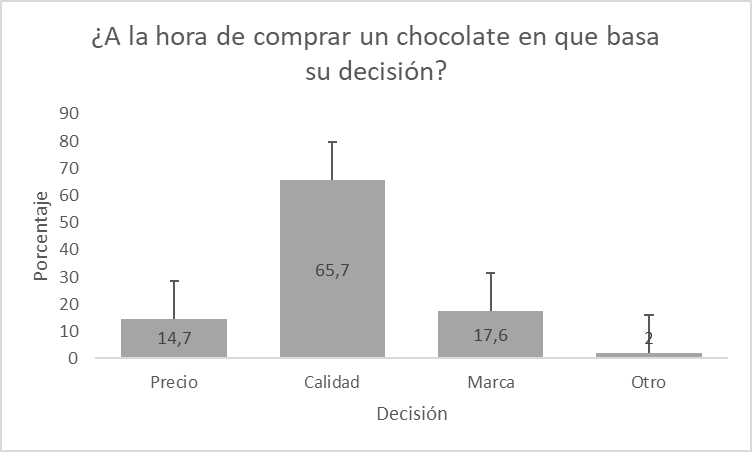 ¿A la hora de comprar un chocolate en que basa
su decisión?
Porcentaje
90
80
70
60
50
40
30
20
10
0
14,7
65,7
17,6
2
Precio
Calidad
Marca
Otro
Decisión